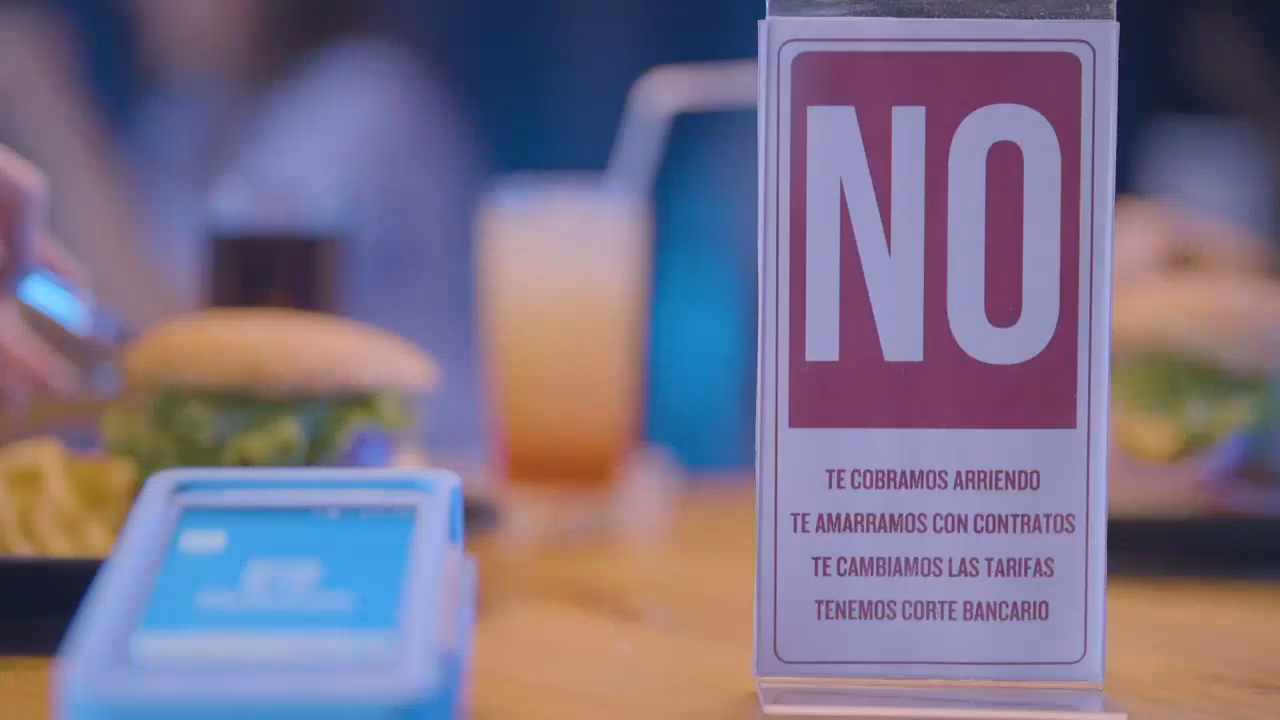 NO
TE COBRAMOS ARRIENDO
TE AMARRAMOS CON CONTRATOS
TE CAMBIAMOS LAS TARIFAS
TENEMOS CORTE BANCARIO